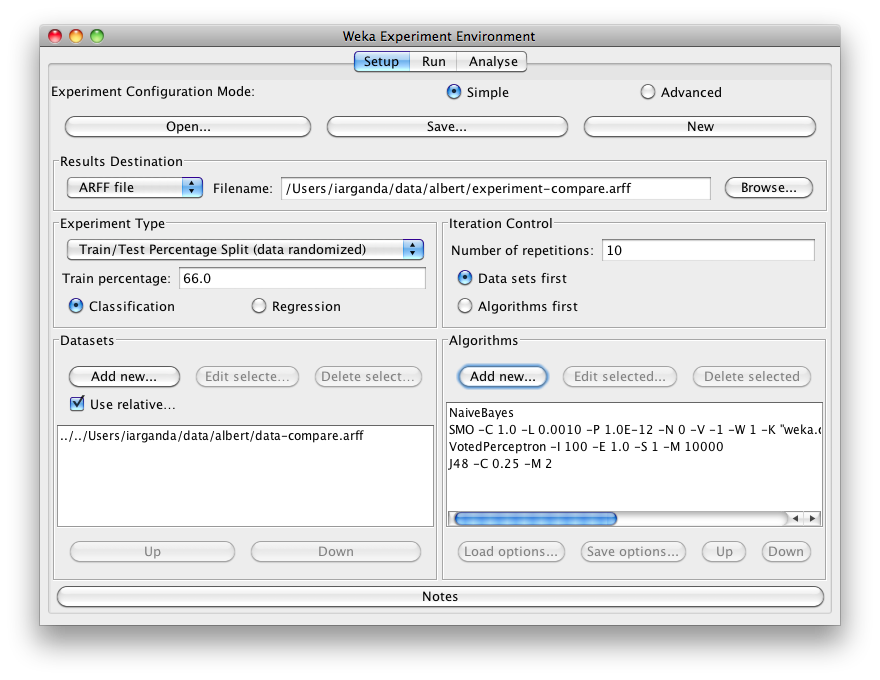 Weka Experiment Environment
Setup Run Analyse
Experiment Configuration Mode: Simple Advanced
Open... Save... New
Results Destination
ARFF file Filename: /Users/iarganda/data/albert/experiment-compare.arff Browse...
Experiment Type
Train/Test Percentage Split (data randomized)
Train percentage: 66.0
Classification Regression
Iteration Control
Number of repetitions: 10
Data sets first
Algorithms first
Datasets
Add new... Edit selecte... Delete select...
Use relative...
../../Users/iarganda/data/albert/data-compare.arff
Up Down
Algorithms
Add new... Edit selected... Delete selected
NaiveBayes
SMO -C 1.0 -L 0.0010 -P 1.0E-12 -N 0 -V -1 -W 1 -K "weka.c
VotedPerceptron -I 100 -E 1.0 -S 1 -M 10000
J48 -C 0.25 -M 2
Load options... Save options... Up Down
Notes